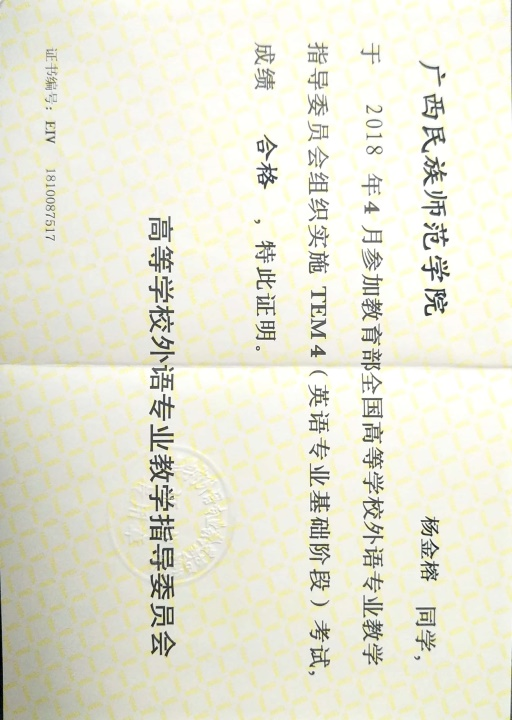 广西民族师范学院 杨金榕 同学,
于 2018 年 4 月参加教育部全国高等学校外语专业教学
指导委员会组织实施 TEM 4(英语专业基础阶段)考试,
成绩 合格 ,特此证明。
高等学校外语专业教学指导委员会
证书编号: EIV 1810087517